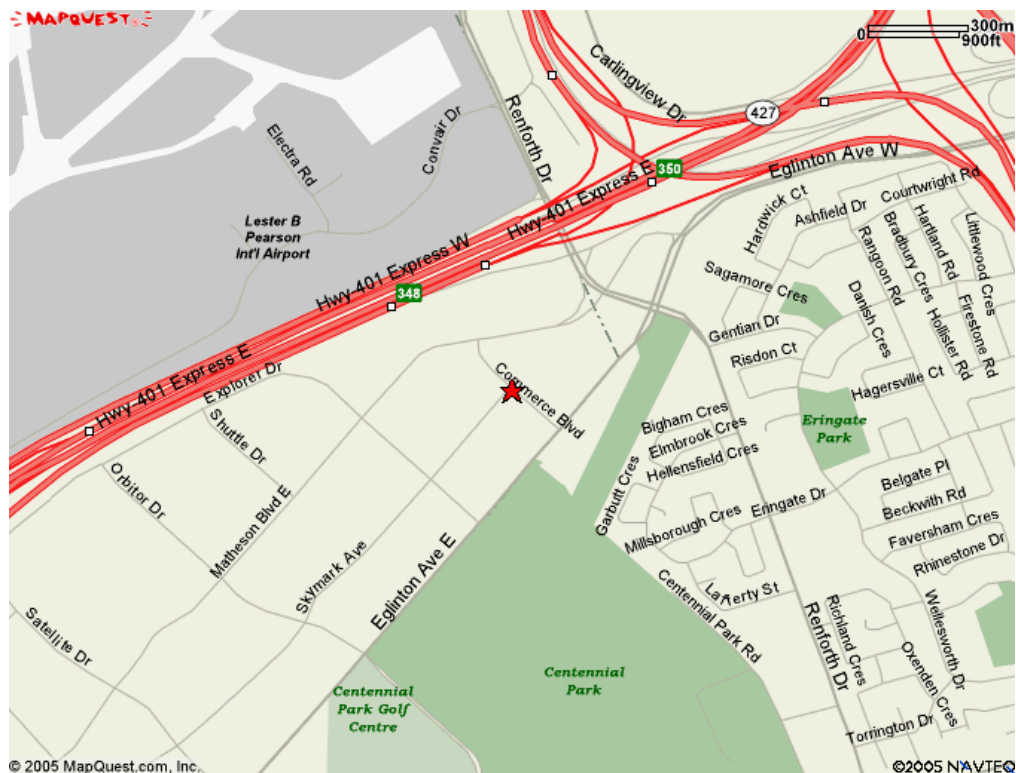 MAPQUEST
0 300m
900ft
Carlingview Dr
Renforth Dr
427
Convair Dr
Electra Rd
350
Eglinton Ave W
Hwy-401 Express E
Lester B
Pearson
Int'l Airport
Hwy-401 Express W
348
Hardwick Ct
Courtwright Rd
Ashfield Dr
Hartland Rd
Littlewood Cres
Bradbury Cres
Rangoon Rd
Sagamore Cres
Danish Cres
Firestone Rd
Hollister Rd
Gentian Dr
Risdon Ct
Hagersville Ct
Hwy-401 Express E
Explorer Dr
Commerce Blvd
Shuttle Dr
Orbitor Dr
Bigham Cres
Elmbrook Cres
Hellensfield Cres
Eringate
Park
Garbutt Cres
Belgate Pl
Beckwith Rd
Eringate Dr
Faversham Cres
Millsborough Cres
Rhinestone Dr
Matheson Blvd E
Skymark Ave
Eglinton Ave E
Lafferty St
Centennial Park Rd
Satellite Dr
Renforth Dr
Richland Cres
Wellesworth Dr
Oxenden Cres
Torrington Dr
Centennial
Park
Centennial
Park Golf
Centre
© 2005 MapQuest.com, Inc.
©2005 NAVTEQ